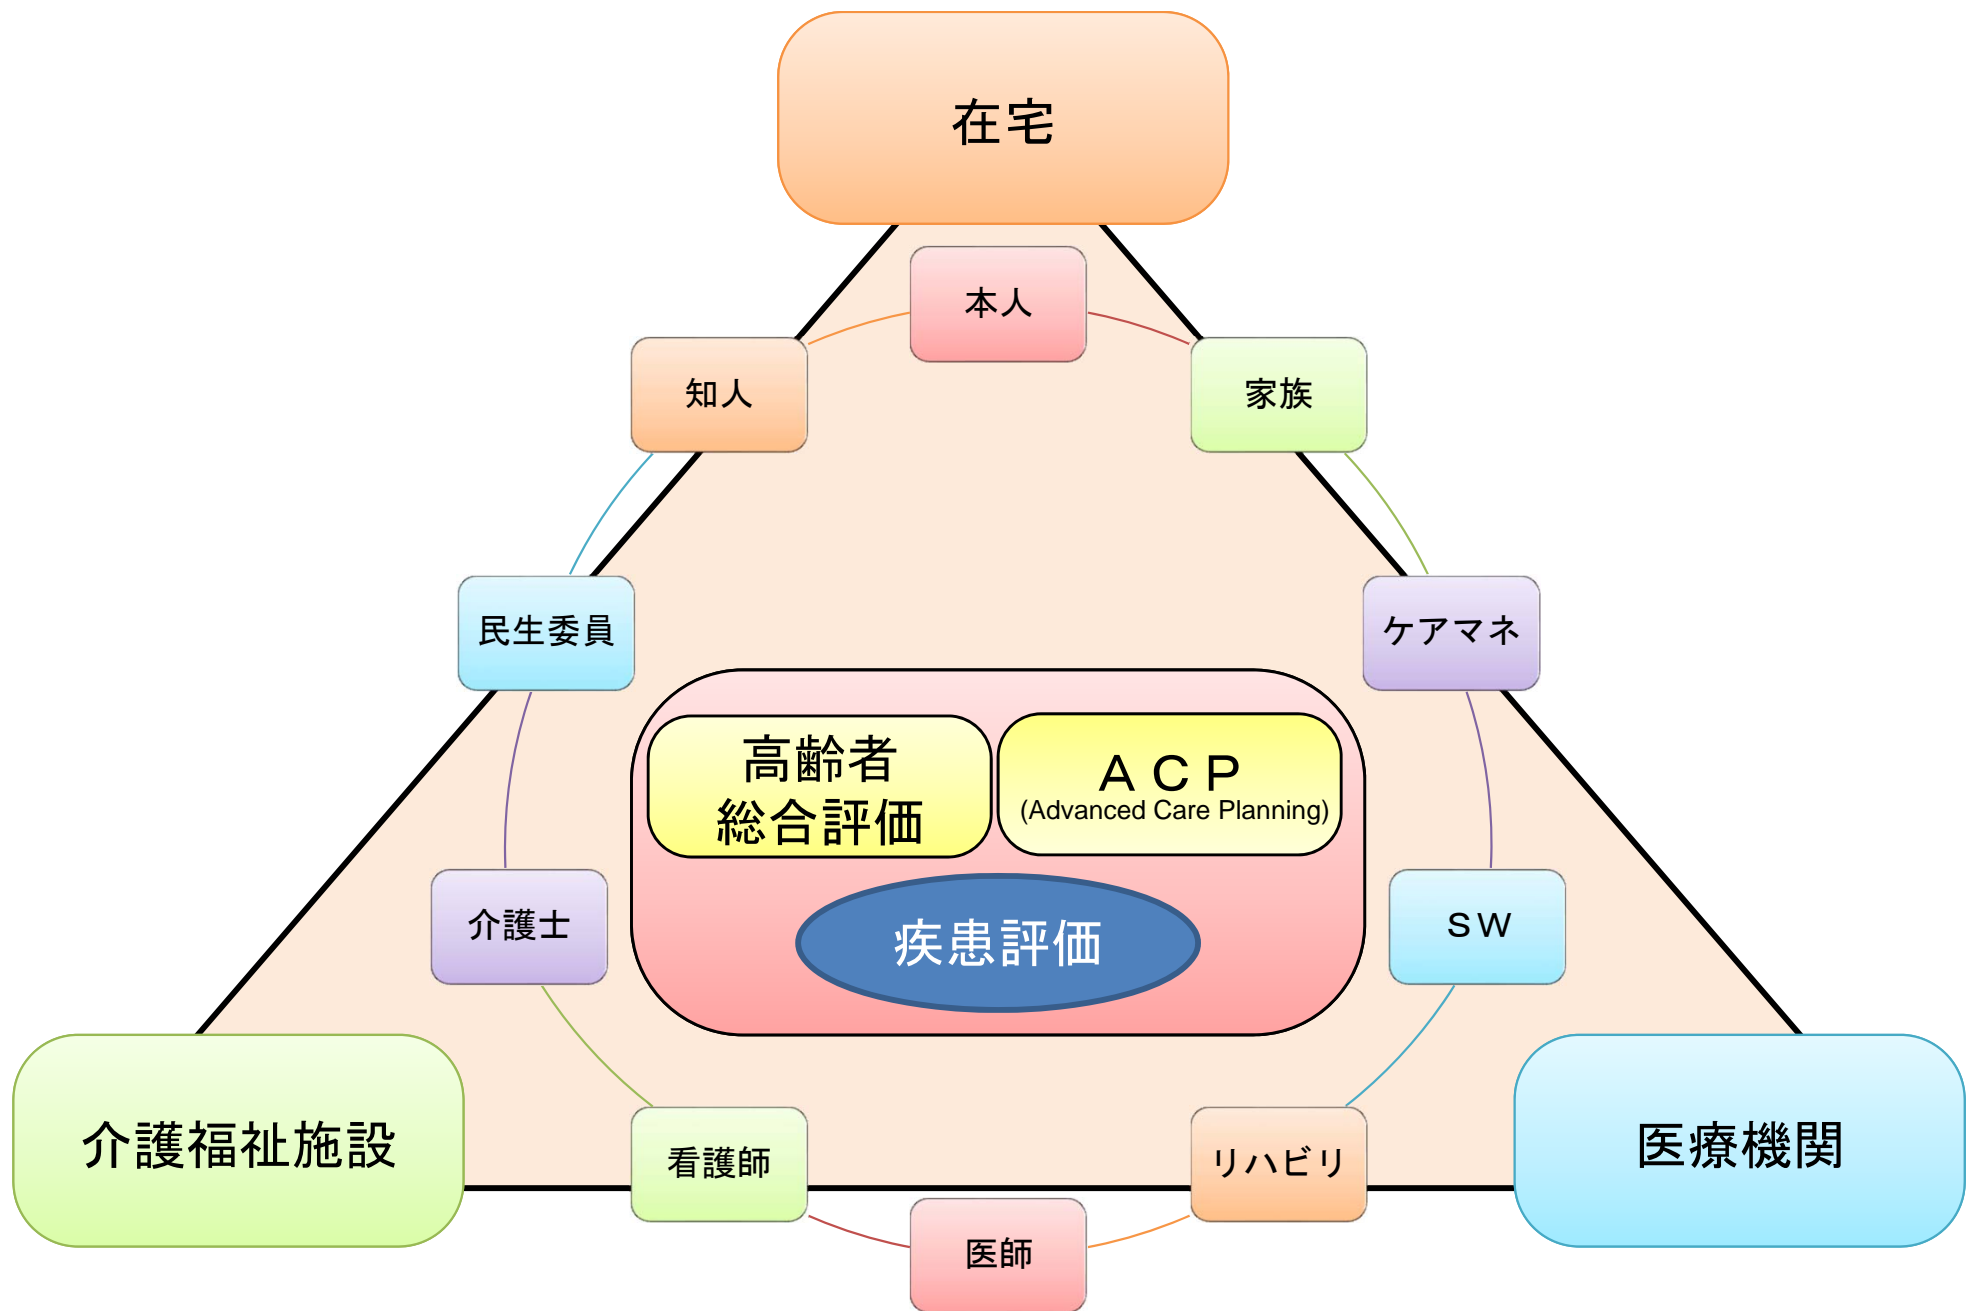 在宅
本人
知人
家族
民生委員
ケアマネ
高齢者
総合評価
ＡＣＰ
(Advanced Care Planning)
疾患評価
介護士
ＳＷ
介護福祉施設
看護師
リハビリ
医療機関
医師